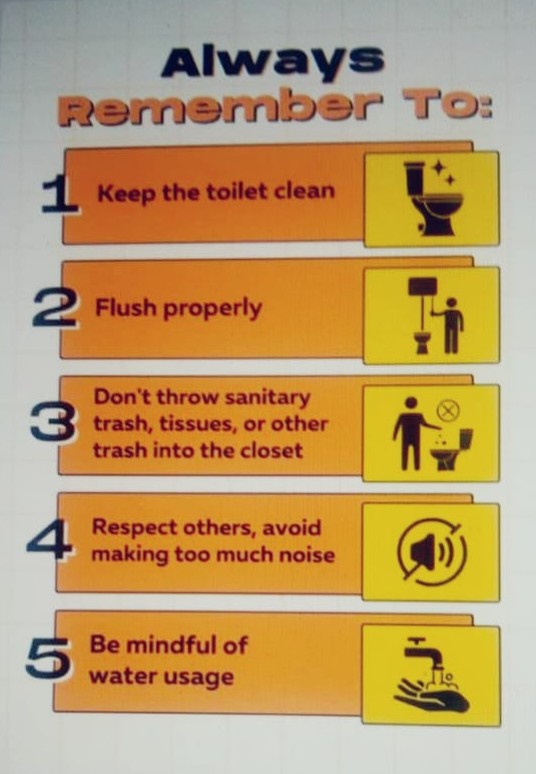 Always
Remember To:
1
Keep the toilet clean
2
Flush properly
3
Don't throw sanitary
trash, tissues, or other
trash into the closet
4
Respect others, avoid
making too much noise
5
Be mindful of
water usage